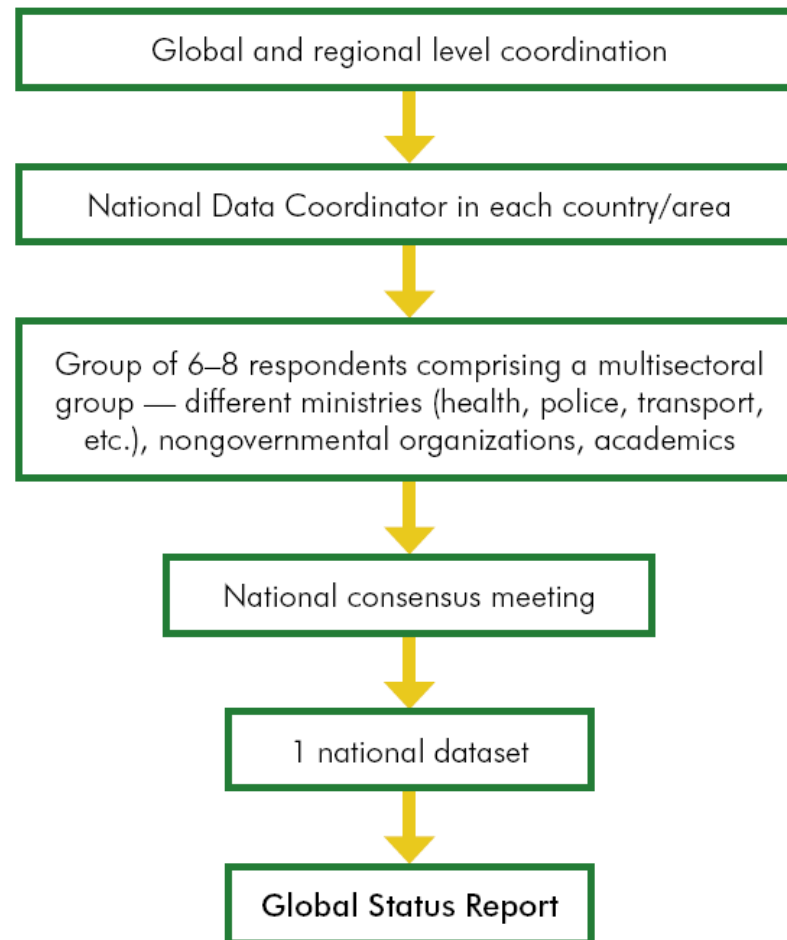 Global and regional level coordination
National Data Coordinator in each country/area
Group of 6–8 respondents comprising a multisectoral
group — different ministries (health, police, transport,
etc.), nongovernmental organizations, academics
National consensus meeting
1 national dataset
Global Status Report